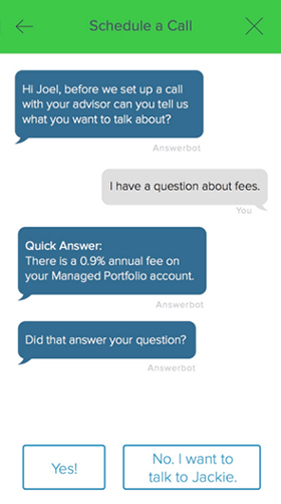 Schedule a Call
Hi Joel, before we set up a call
with your advisor can you tell us
what you want to talk about?
Answerbot
I have a question about fees.
You
Quick Answer:
There is a 0.9% annual fee on
your Managed Portfolio account.
Answerbot
Did that answer your question?
Answerbot
Yes!
No. I want to
talk to Jackie.